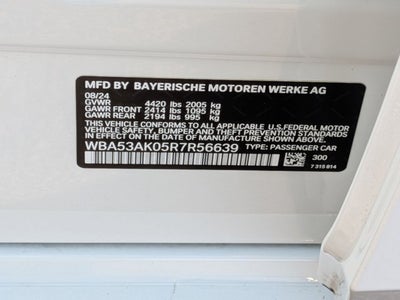 MFD BY BAYERISCHE MOTOREN WERKE AG
08/24
GVWR 4420 lbs 2005 kg
GAWR FRONT 2414 lbs 1095 kg
GAWR REAR 2194 lbs 995 kg
THIS VEHICLE CONFORMS TO ALL APPLICABLE U.S.FEDERAL MOTOR
VEHICLE SAFETY, BUMPER AND THEFT PREVENTION STANDARDS IN
EFFECT ON THE DATE OF MANUFACTURE SHOWN ABOVE.
WBA53AK05R7R56639 TYPE: PASSENGER CAR
300
7 315 814